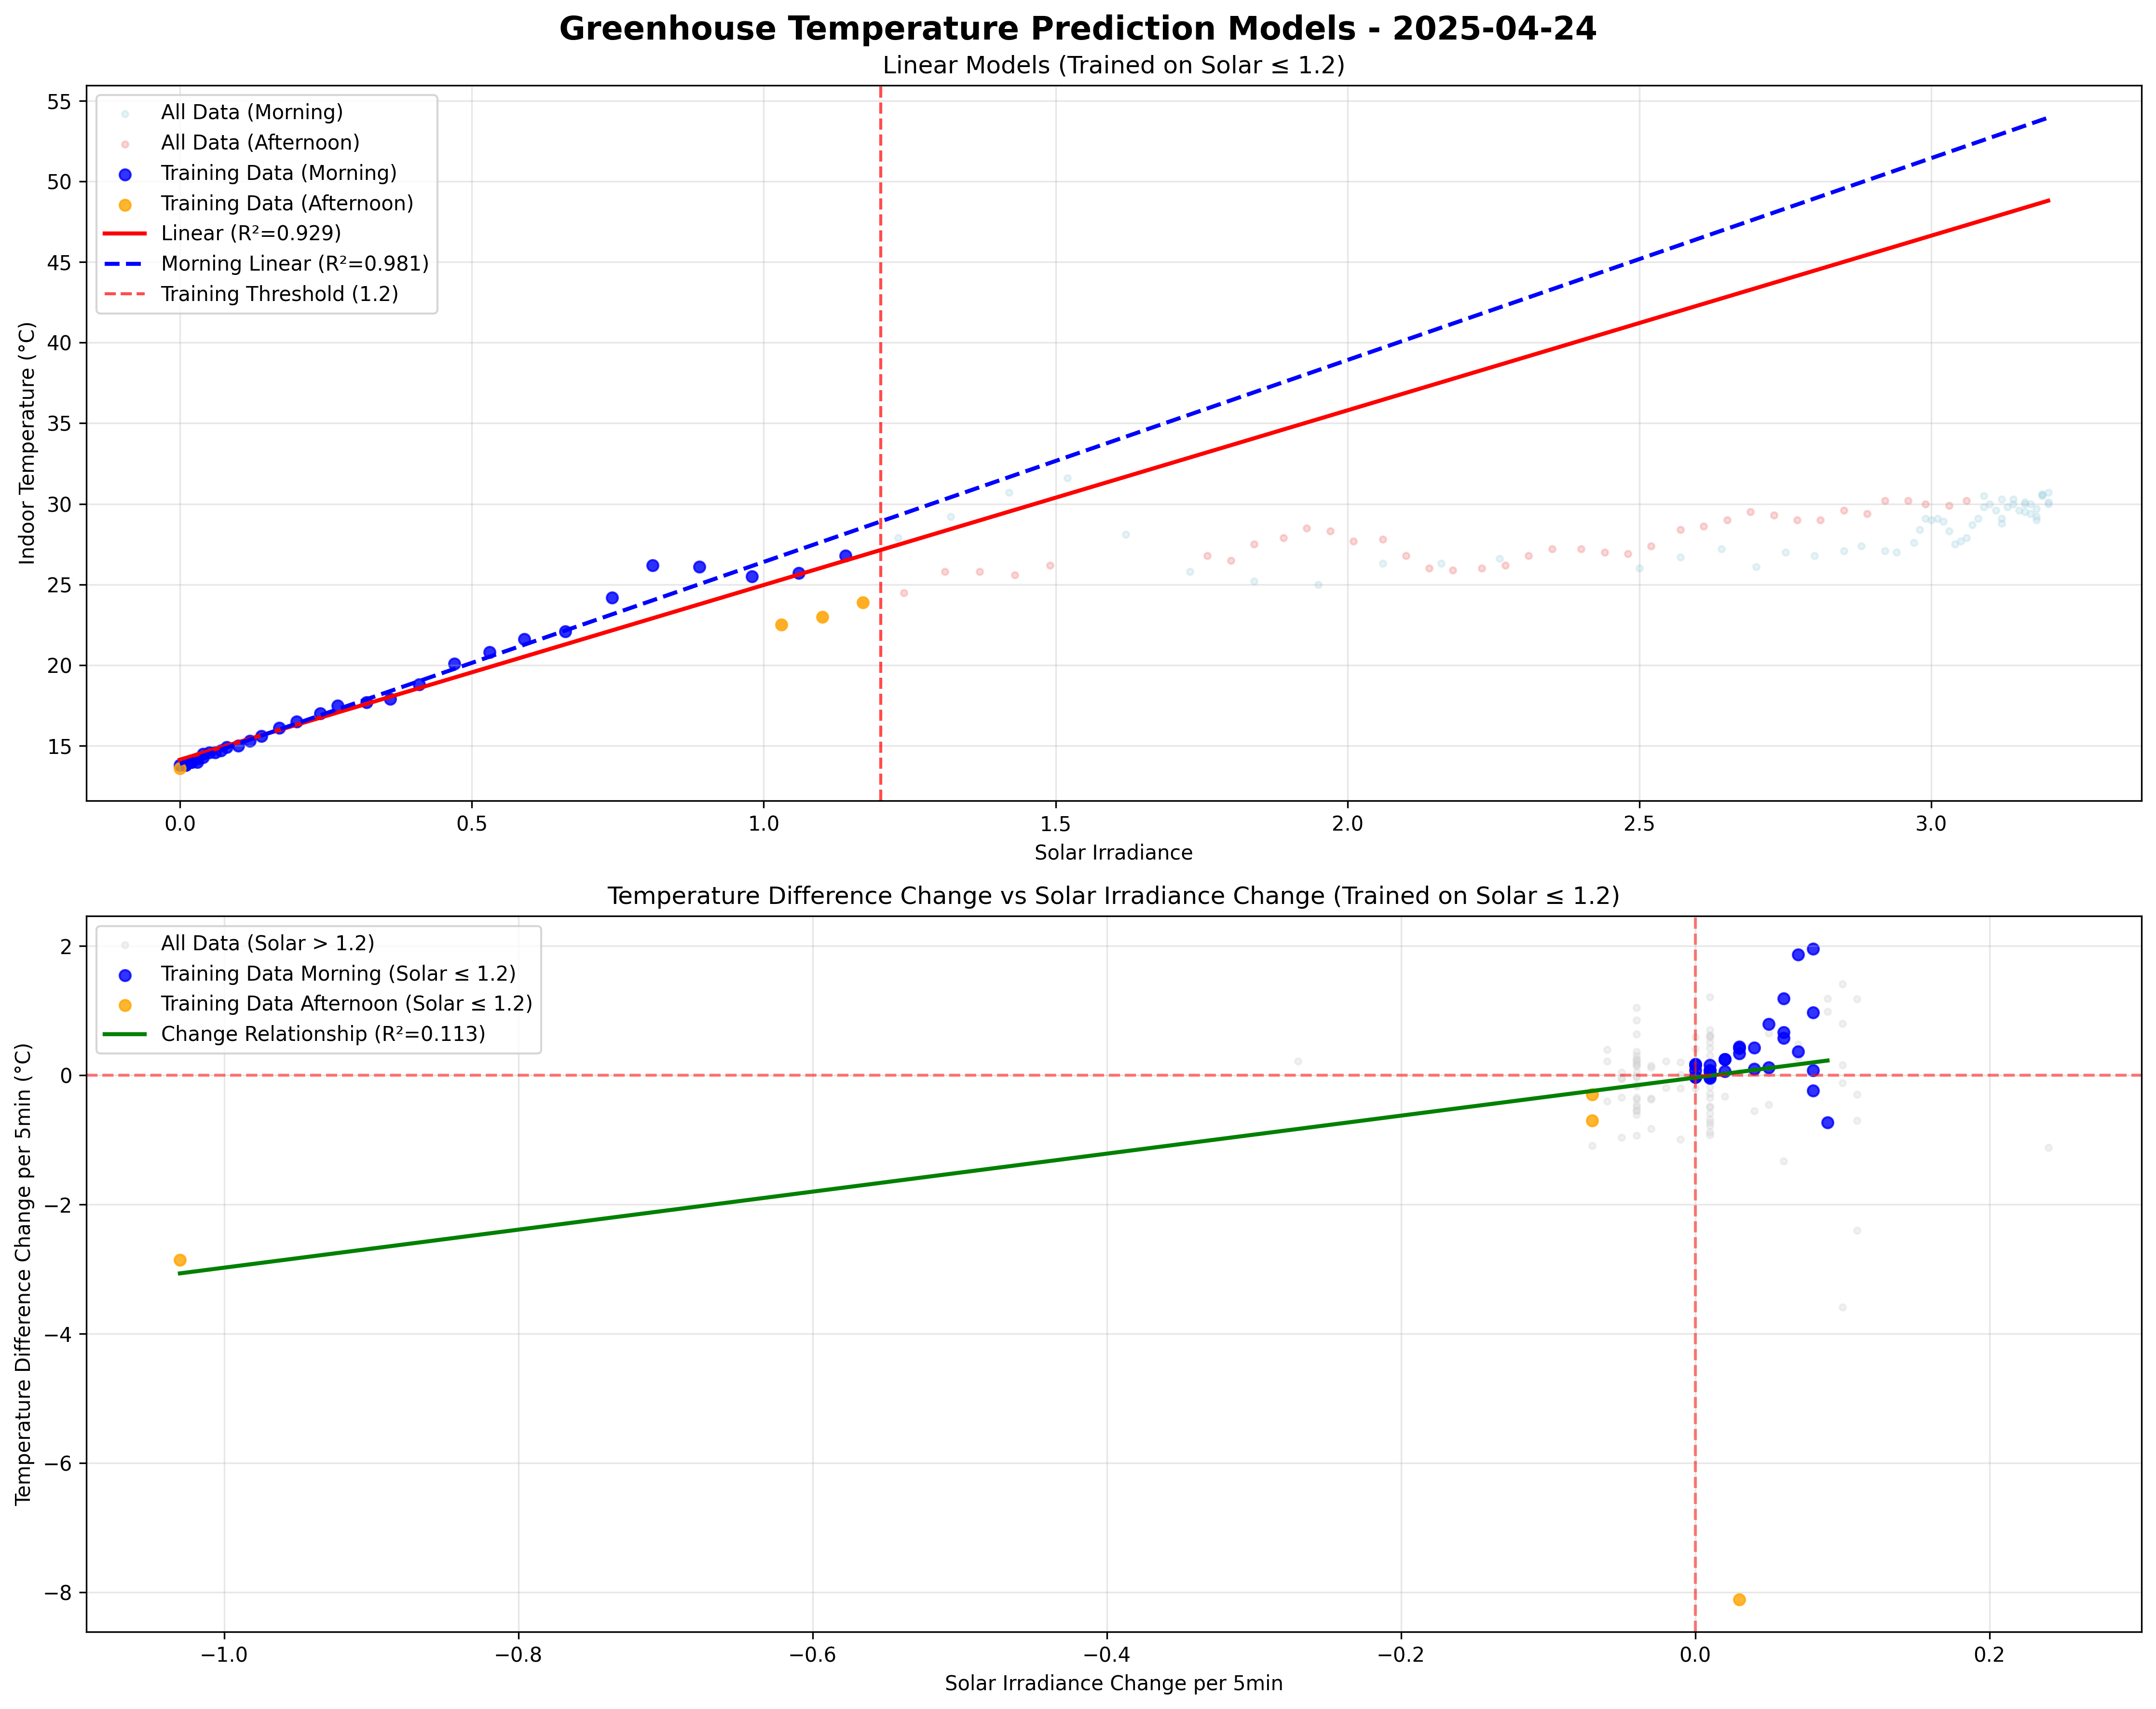 Greenhouse Temperature Prediction Models - 2025-04-24
Linear Models (Trained on Solar ≤ 1.2)
All Data (Morning)
All Data (Afternoon)
Training Data (Morning)
Training Data (Afternoon)
Linear (R²=0.929)
Morning Linear (R²=0.981)
Training Threshold (1.2)
55
50
45
40
35
30
25
20
15
Indoor Temperature (°C)
0.0 0.5 1.0 1.5 2.0 2.5 3.0
Solar Irradiance
Temperature Difference Change vs Solar Irradiance Change (Trained on Solar ≤ 1.2)
All Data (Solar > 1.2)
Training Data Morning (Solar ≤ 1.2)
Training Data Afternoon (Solar ≤ 1.2)
Change Relationship (R²=0.113)
2
0
−2
−4
−6
−8
Temperature Difference Change per 5min (°C)
−1.0 −0.8 −0.6 −0.4 −0.2 0.0 0.2
Solar Irradiance Change per 5min